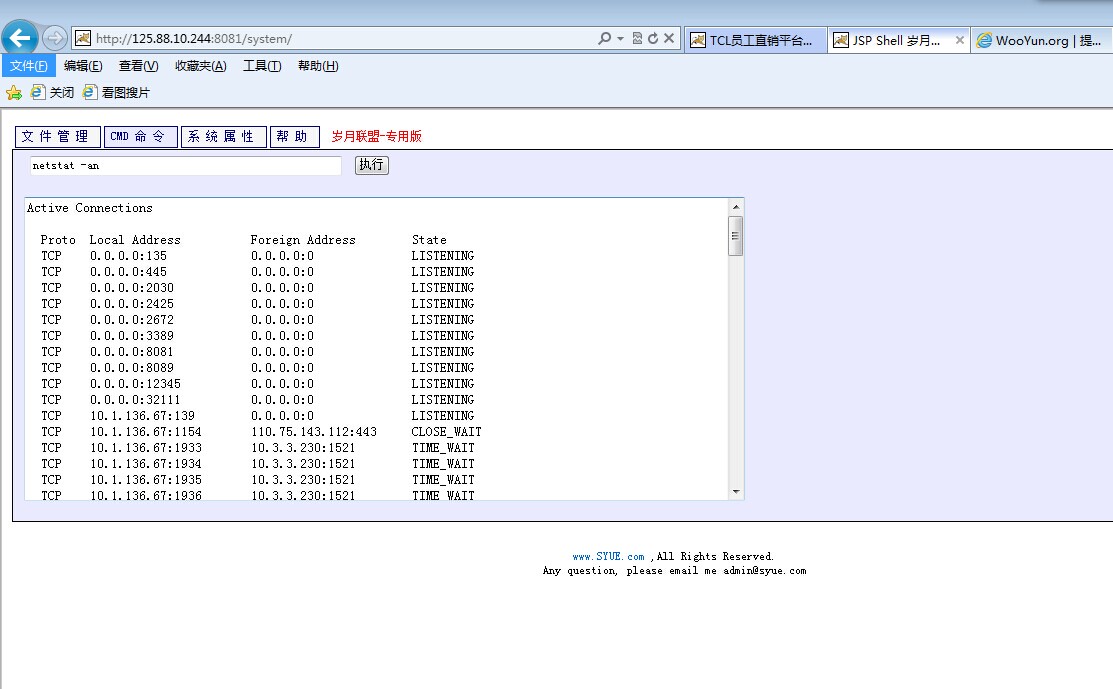 http://125.88.10.244:8081/system/
TCL员工直销平台...
JSP Shell 岁月...
WooYun.org | 提...
文件(F) 编辑(E) 查看(V) 收藏夹(A) 工具(T) 帮助(H)
关闭 看图搜片
文件管理 CMD 命令 系统属性 帮助 岁月联盟-专用版
netstat -an 执行
Active Connections
Proto Local Address Foreign Address State
TCP 0.0.0.0:135 0.0.0.0:0 LISTENING
TCP 0.0.0.0:445 0.0.0.0:0 LISTENING
TCP 0.0.0.0:2030 0.0.0.0:0 LISTENING
TCP 0.0.0.0:2425 0.0.0.0:0 LISTENING
TCP 0.0.0.0:2672 0.0.0.0:0 LISTENING
TCP 0.0.0.0:3389 0.0.0.0:0 LISTENING
TCP 0.0.0.0:8081 0.0.0.0:0 LISTENING
TCP 0.0.0.0:8089 0.0.0.0:0 LISTENING
TCP 0.0.0.0:12345 0.0.0.0:0 LISTENING
TCP 0.0.0.0:32111 0.0.0.0:0 LISTENING
TCP 10.1.136.67:139 0.0.0.0:0 LISTENING
TCP 10.1.136.67:1154 110.75.143.112:443 CLOSE_WAIT
TCP 10.1.136.67:1933 10.3.3.230:1521 TIME_WAIT
TCP 10.1.136.67:1934 10.3.3.230:1521 TIME_WAIT
TCP 10.1.136.67:1935 10.3.3.230:1521 TIME_WAIT
TCP 10.1.136.67:1936 10.3.3.230:1521 TIME_WAIT
www.SYUE.com ,All Rights Reserved.
Any question, please email me admin@syue.com